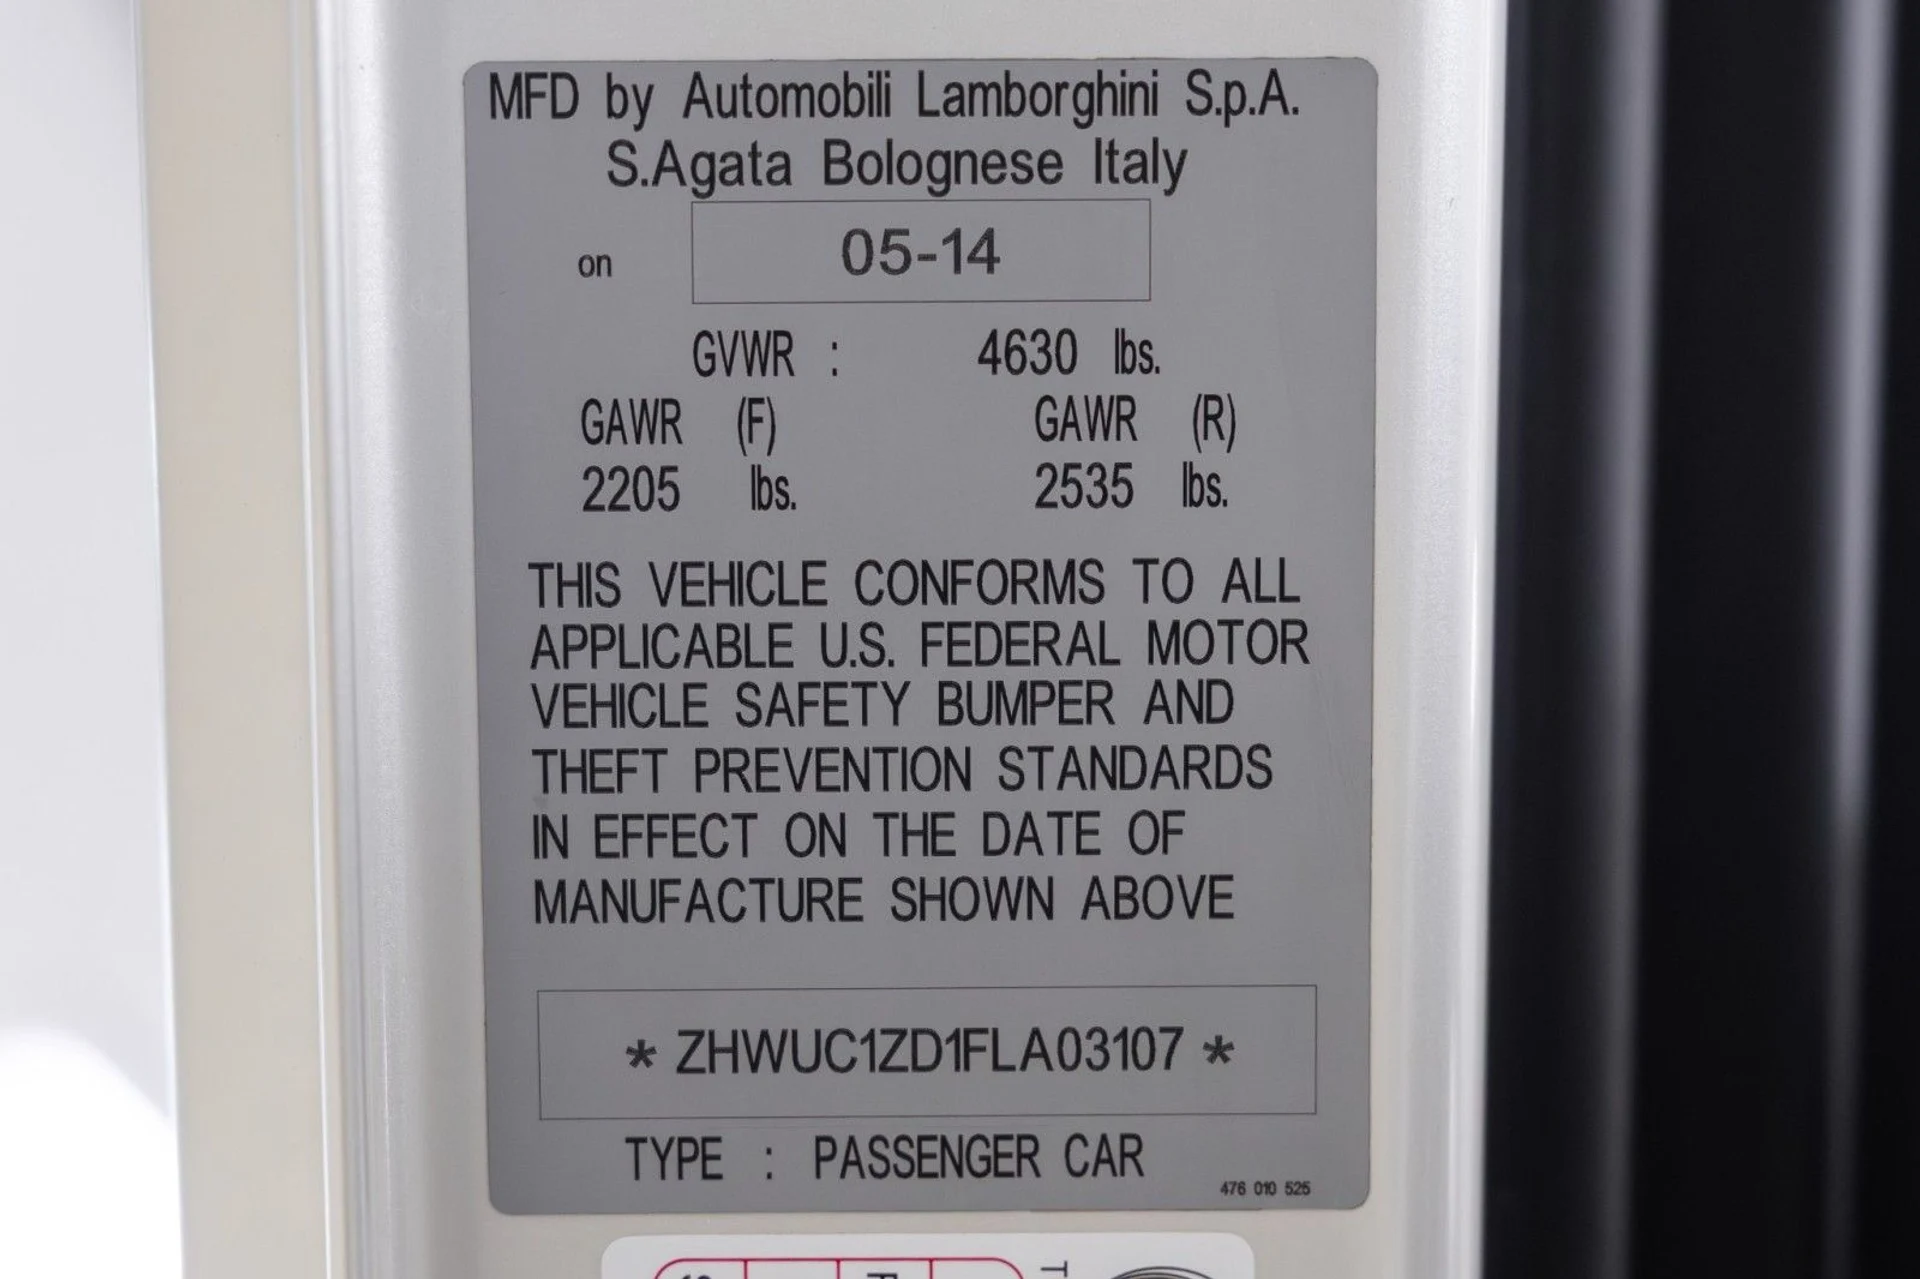 MFD by Automobili Lamborghini S.p.A.
S.Agata Bolognese Italy
on 05-14
GVWR : 4630 lbs.
GAWR (F) GAWR (R)
2205 lbs. 2535 lbs.
THIS VEHICLE CONFORMS TO ALL
APPLICABLE U.S. FEDERAL MOTOR
VEHICLE SAFETY BUMPER AND
THEFT PREVENTION STANDARDS
IN EFFECT ON THE DATE OF
MANUFACTURE SHOWN ABOVE
* ZHWUC1ZD1FLA03107 *
TYPE : PASSENGER CAR
476 010 525